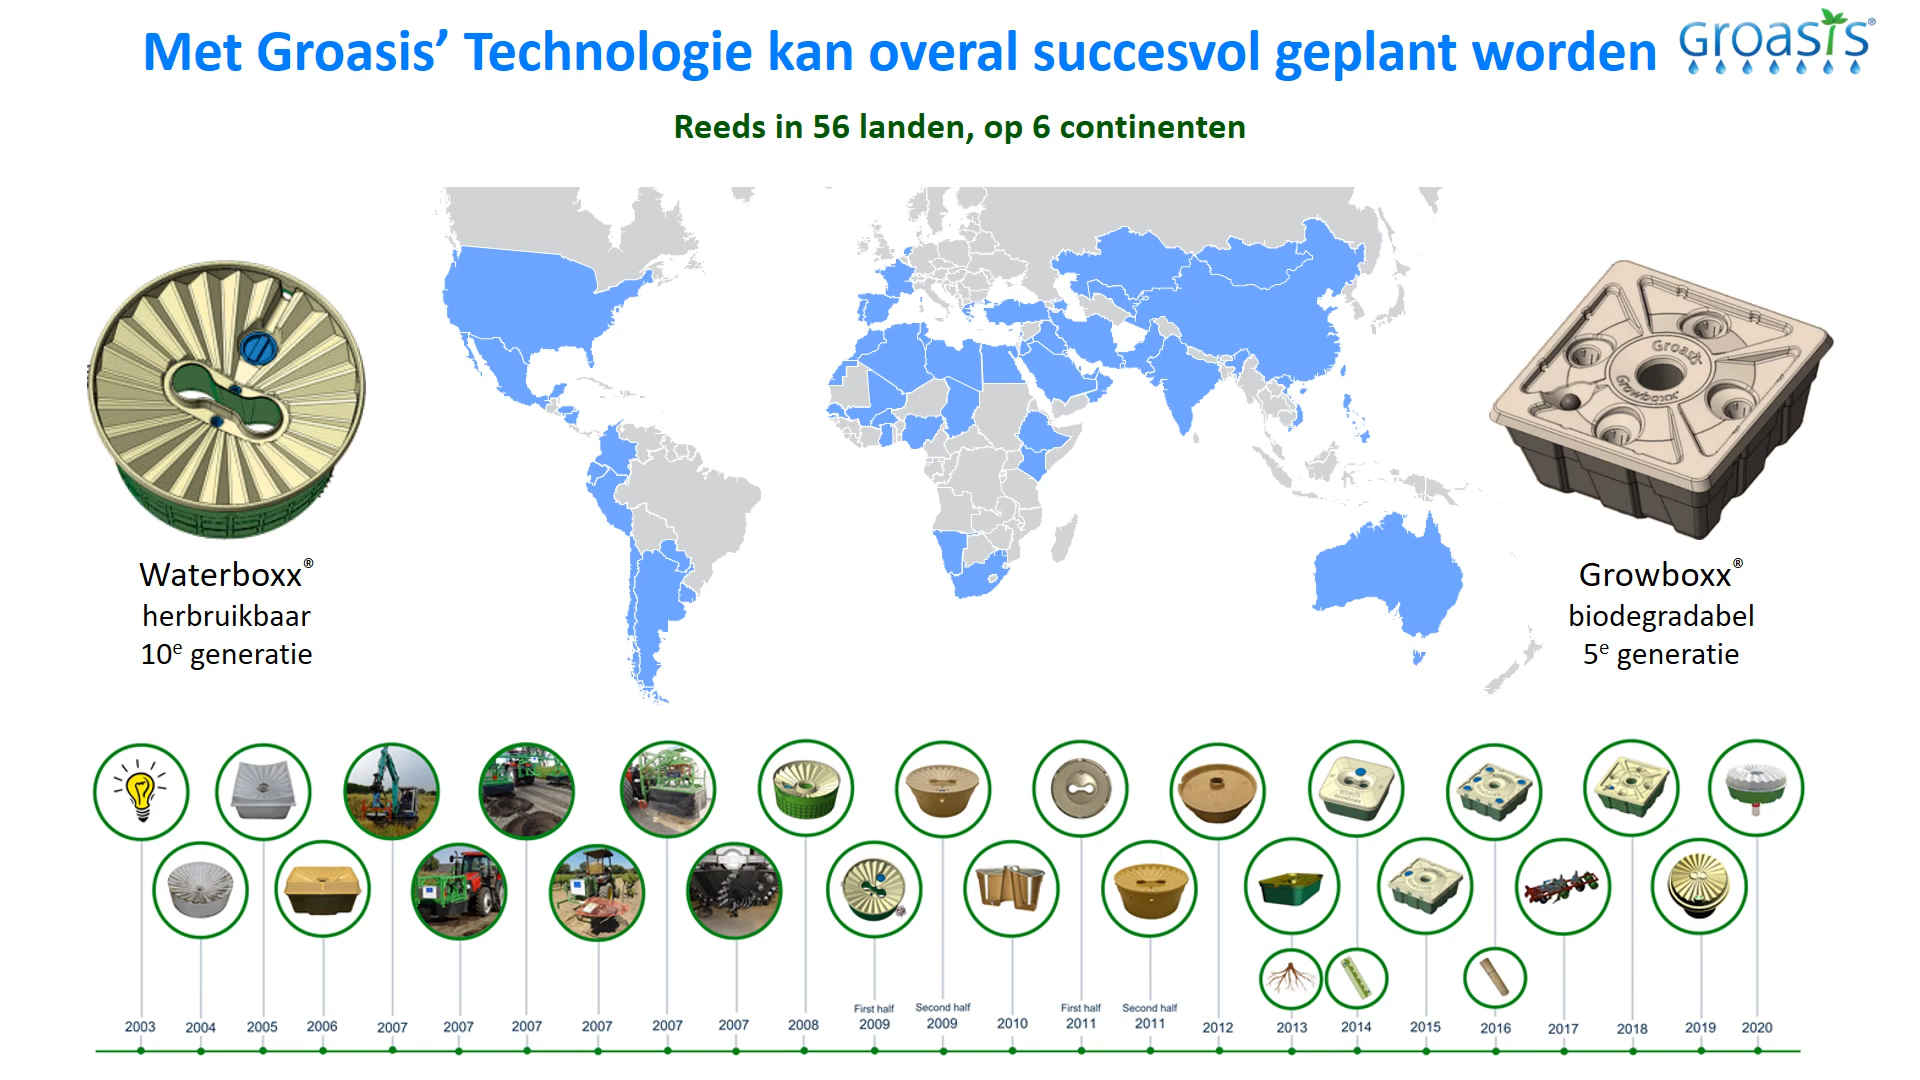 Met Groasis’ Technologie kan overal succesvol geplant worden
GROASIS®
Reeds in 56 landen, op 6 continenten
Groasis
Growboxx
Waterboxx®
herbruikbaar
10e generatie
Growboxx®
biodegradabel
5e generatie
2003
2004
2005
2006
2007
2007
2007
2007
2007
2007
2008
First half
2009
Second half
2009
2010
First half
2011
Second half
2011
2012
2013
2014
2015
2016
2017
2018
2019
2020